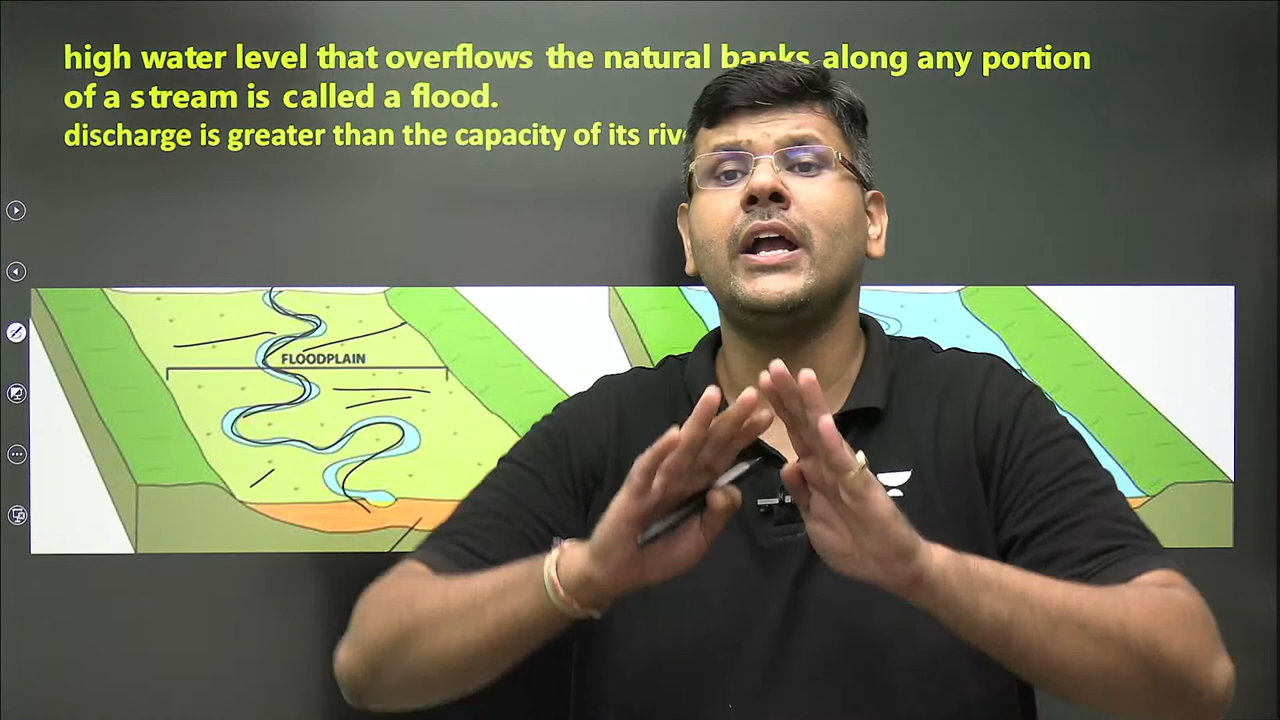 high water level that overflows the natural banks along any portion
of a stream is called a flood.
discharge is greater than the capacity of its
FLOODPLAIN